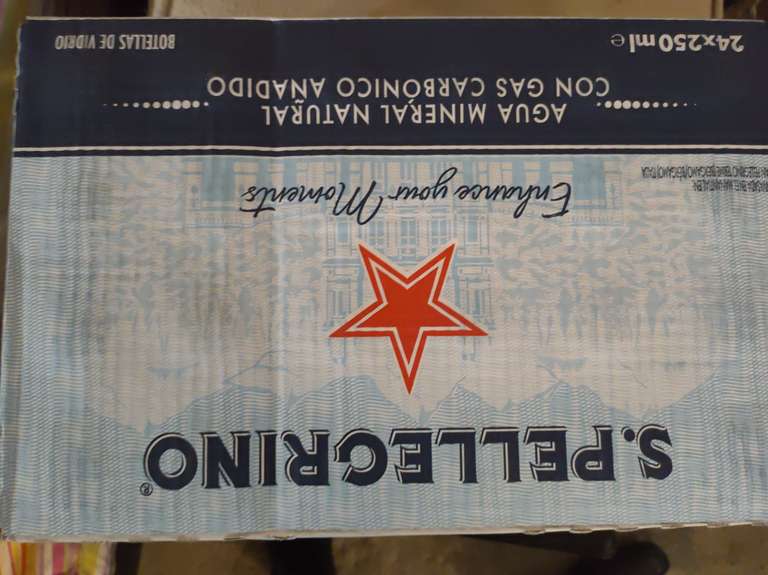 S.PELLEGRINO®
Enhance your Moments
AGUA MINERAL NATURAL
CON GAS CARBÓNICO AÑADIDO
24x250 ml ℮
BOTELLAS DE VIDRIO